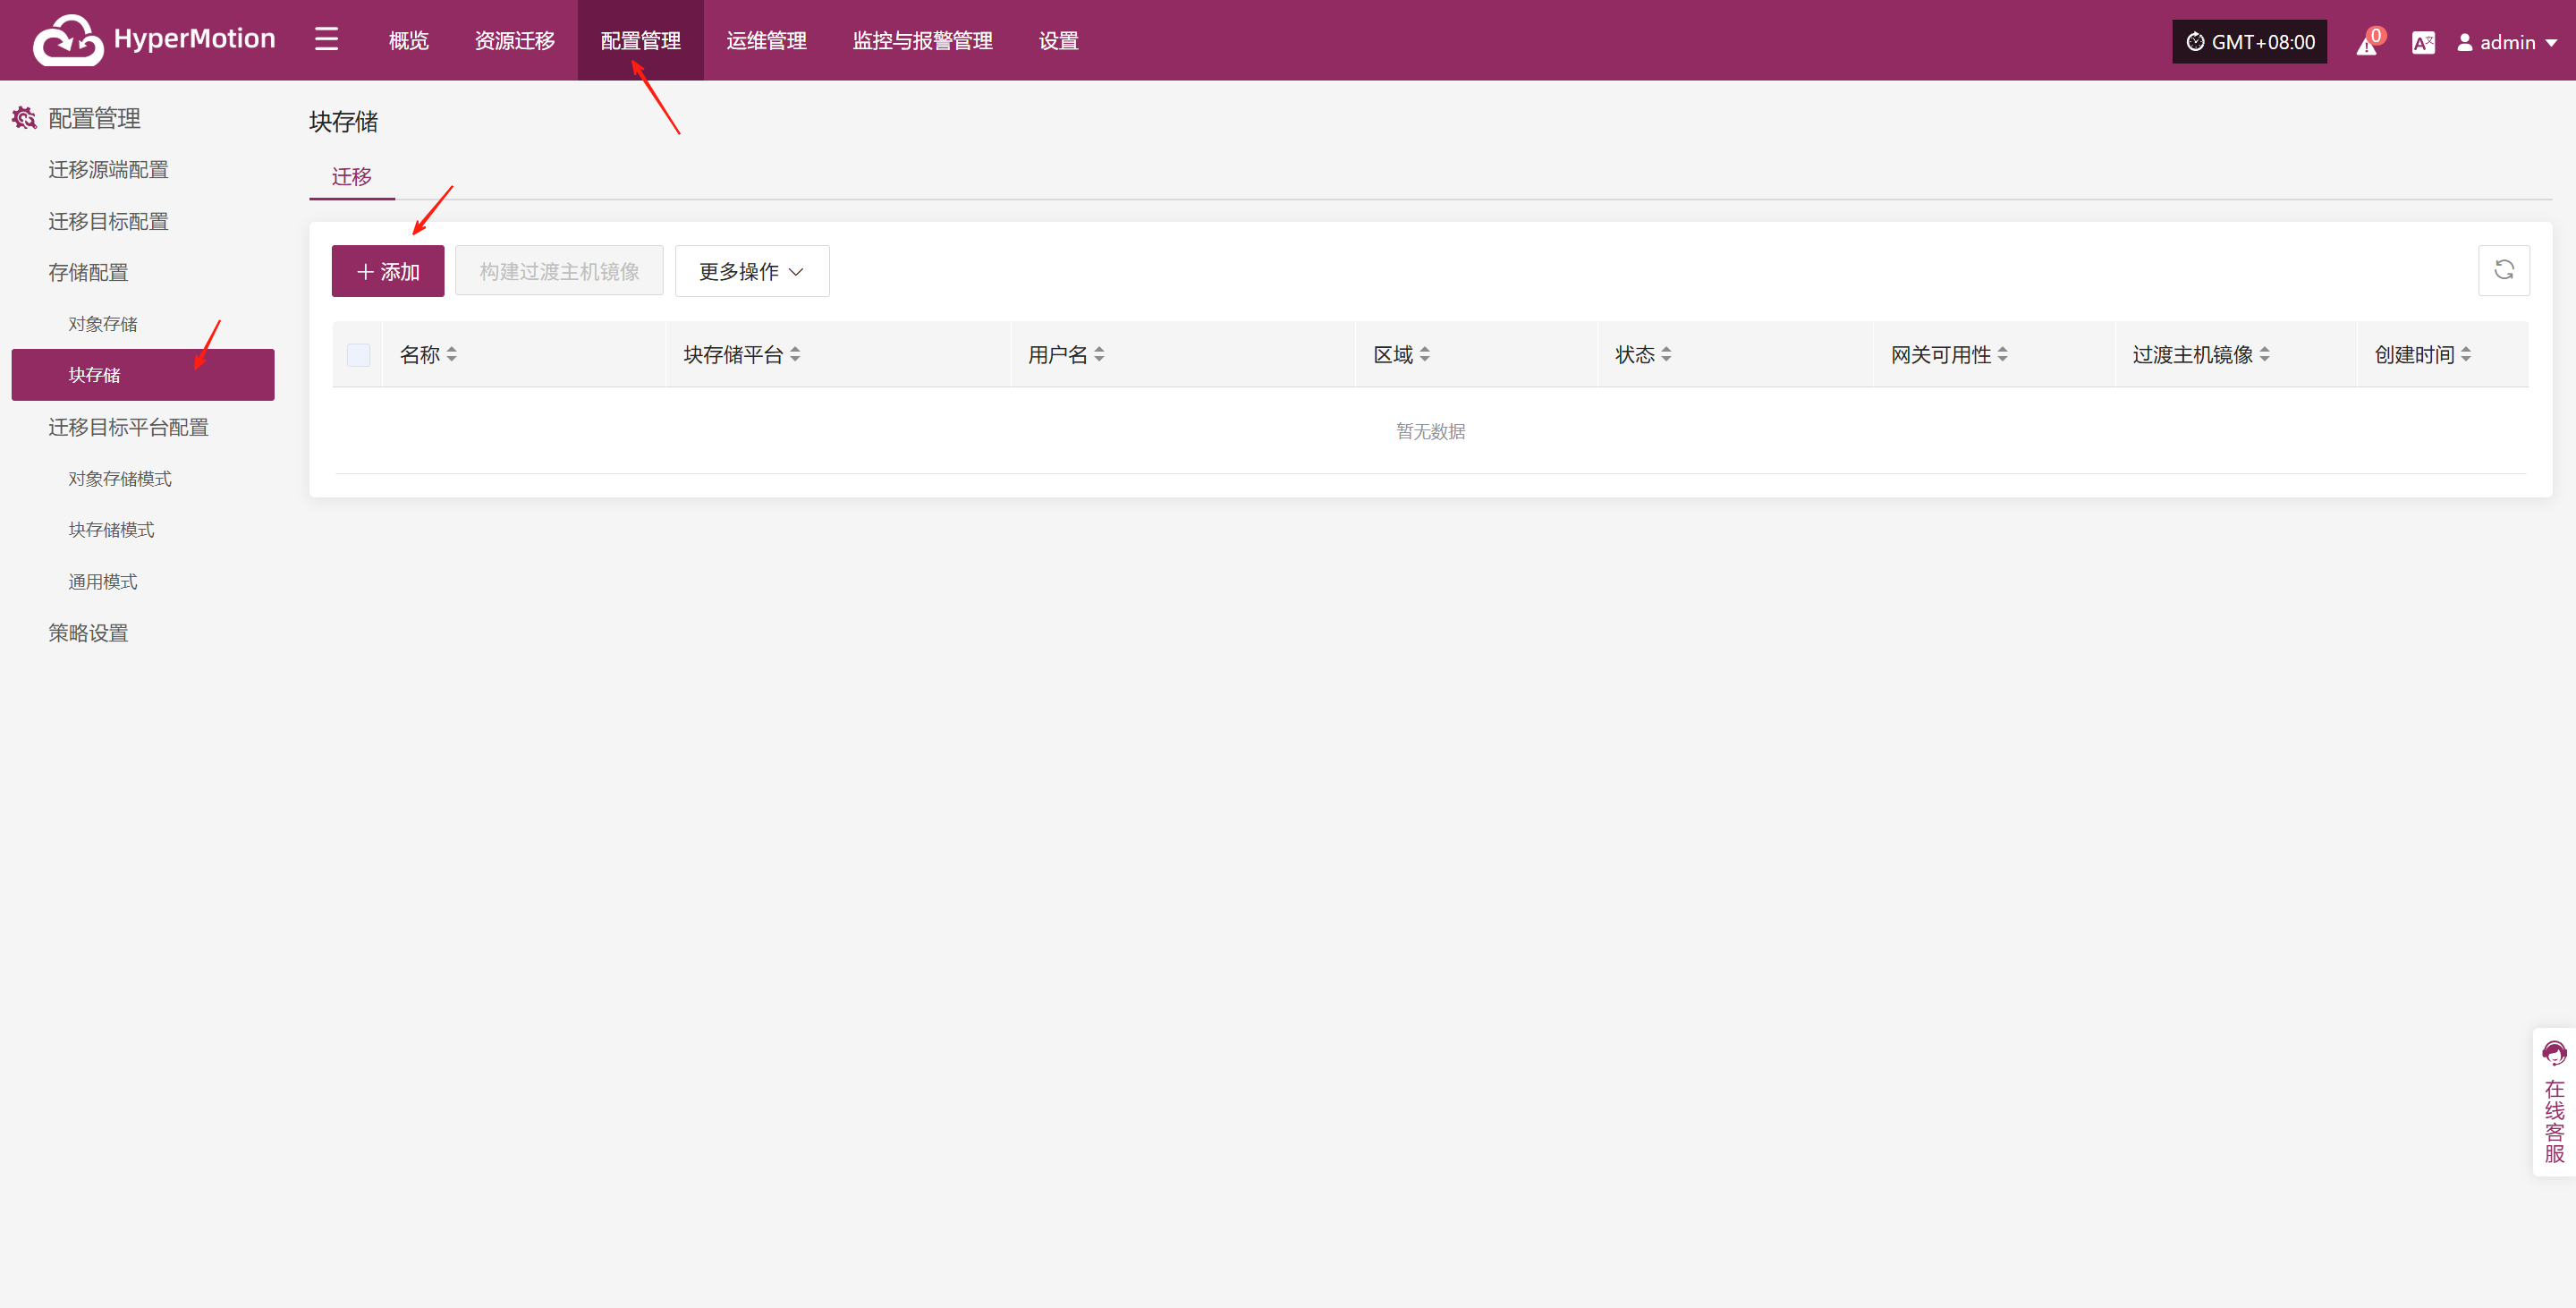 HyperMotion
概览
资源迁移
配置管理
运维管理
监控与报警管理
设置
GMT+08:00
0
A文
admin
配置管理
迁移源端配置
迁移目标配置
存储配置
对象存储
块存储
迁移目标平台配置
对象存储模式
块存储模式
通用模式
策略设置
块存储
迁移
添加
构建过渡主机镜像
更多操作
名称
块存储平台
用户名
区域
状态
网关可用性
过渡主机镜像
创建时间
暂无数据
在线客服